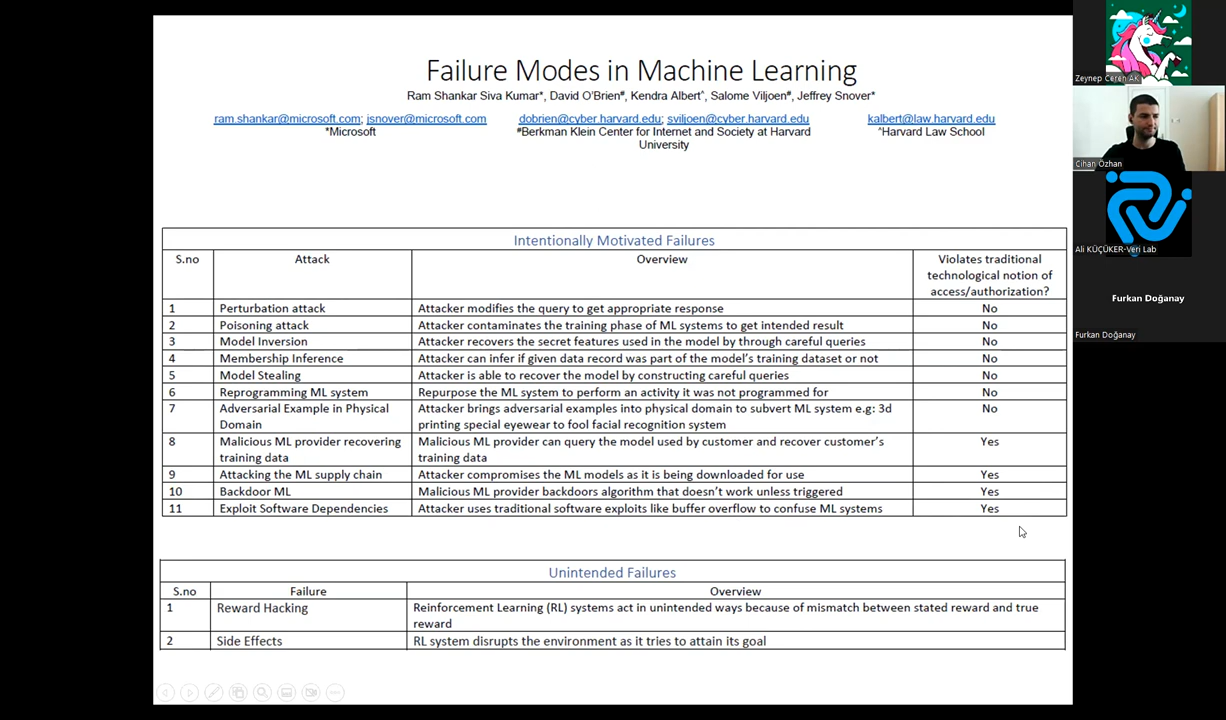 Failure Modes in Machine Learning
Ram Shankar Siva Kumar*, David O'Brien#, Kendra Albert^, Salome Viljoen#, Jeffrey Snover*
ram.shankar@microsoft.com; jsnover@microsoft.com
*Microsoft
dobrien@cyber.harvard.edu; sviljoen@cyber.harvard.edu
#Berkman Klein Center for Internet and Society at Harvard
University
kalbert@law.harvard.edu
^Harvard Law School
Intentionally Motivated Failures
S.no Attack Overview Violates traditional
technological notion of
access/authorization?
1 Perturbation attack Attacker modifies the query to get appropriate response No
2 Poisoning attack Attacker contaminates the training phase of ML systems to get intended result No
3 Model Inversion Attacker recovers the secret features used in the model by through careful queries No
4 Membership Inference Attacker can infer if given data record was part of the model's training dataset or not No
5 Model Stealing Attacker is able to recover the model by constructing careful queries No
6 Reprogramming ML system Repurpose the ML system to perform an activity it was not programmed for No
7 Adversarial Example in Physical Attacker brings adversarial examples into physical domain to subvert ML system e.g: 3d No
Domain printing special eyewear to fool facial recognition system
8 Malicious ML provider recovering Malicious ML provider can query the model used by customer and recover customer's Yes
training data training data
9 Attacking the ML supply chain Attacker compromises the ML models as it is being downloaded for use Yes
10 Backdoor ML Malicious ML provider backdoors algorithm that doesn't work unless triggered Yes
11 Exploit Software Dependencies Attacker uses traditional software exploits like buffer overflow to confuse ML systems Yes
Unintended Failures
S.no Failure Overview
1 Reward Hacking Reinforcement Learning (RL) systems act in unintended ways because of mismatch between stated reward and true
reward
2 Side Effects RL system disrupts the environment as it tries to attain its goal
Zeynep Ceren AK
Cihan Özhan
Ali KÜÇÜKER-Veri Lab
Furkan Doğanay
Furkan Doğanay